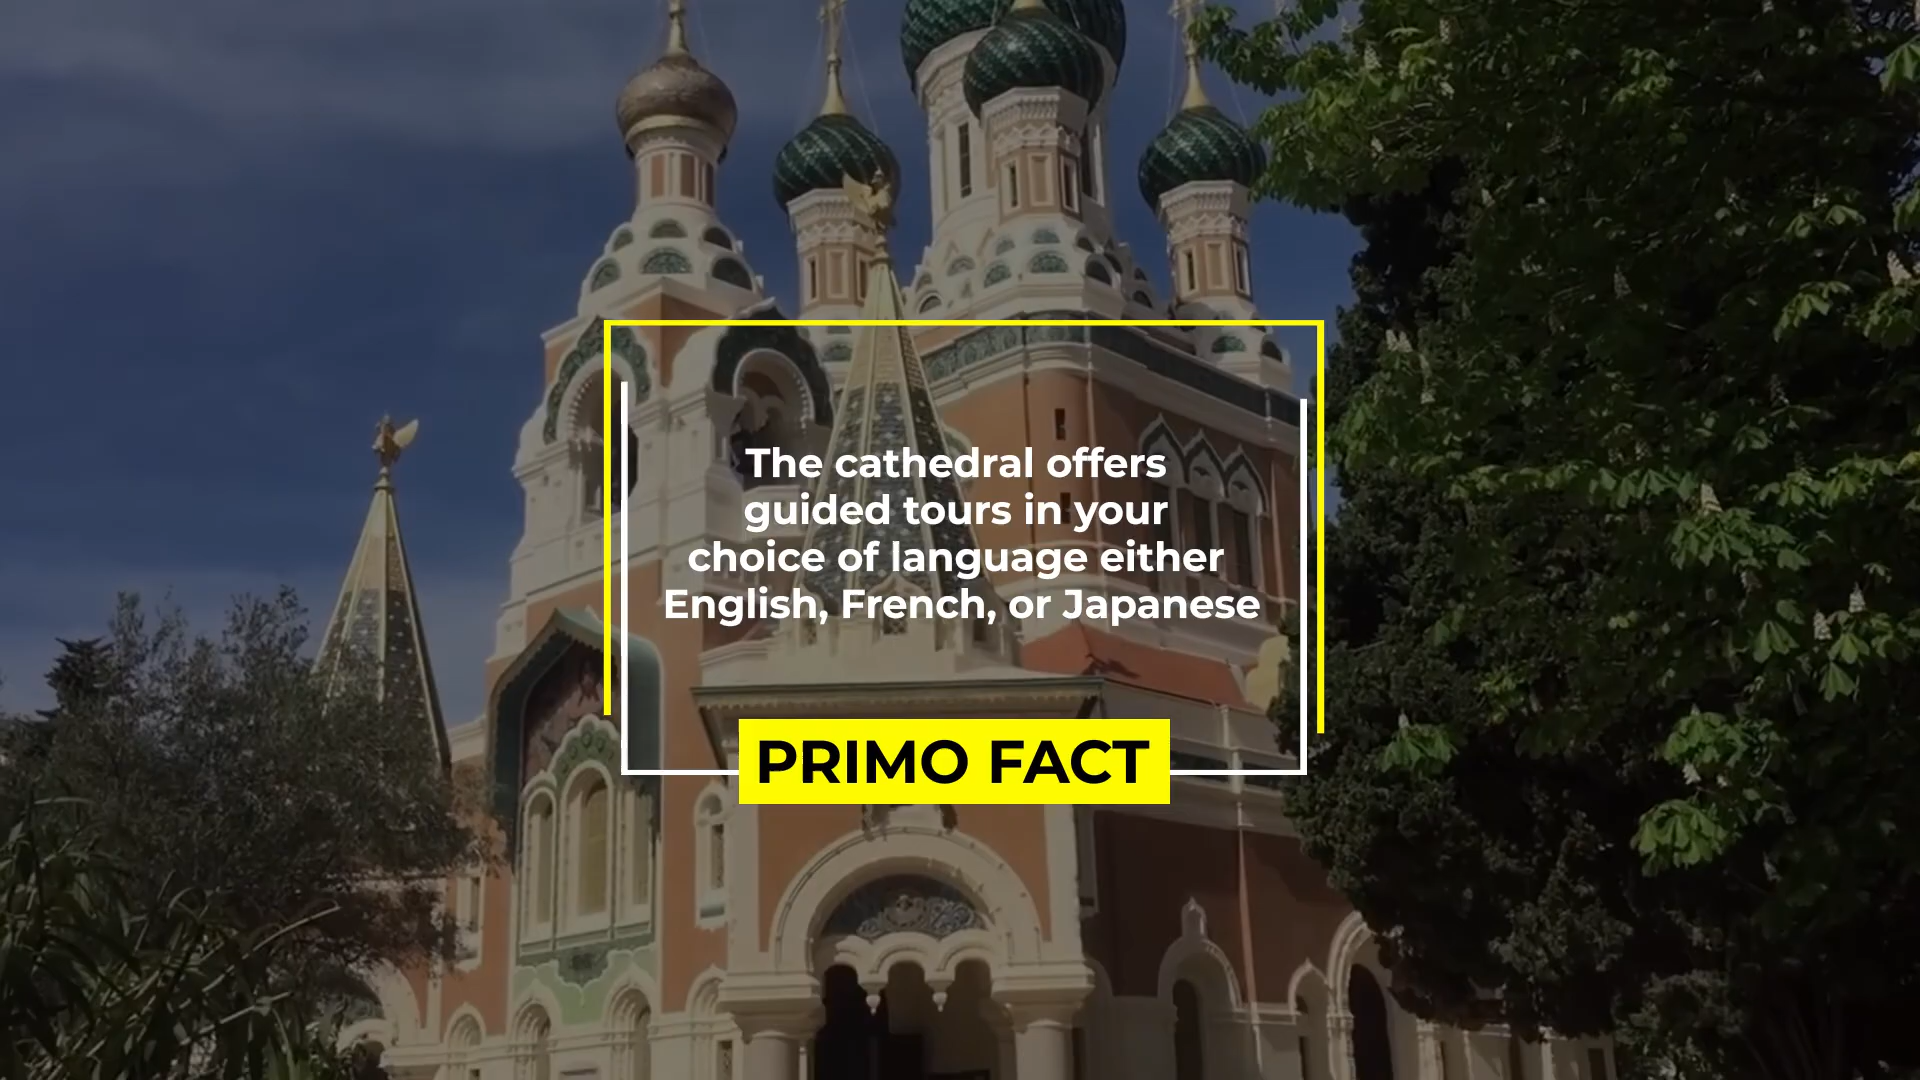 The cathedral offers
guided tours in your
choice of language either
English, French, or Japanese
PRIMO FACT